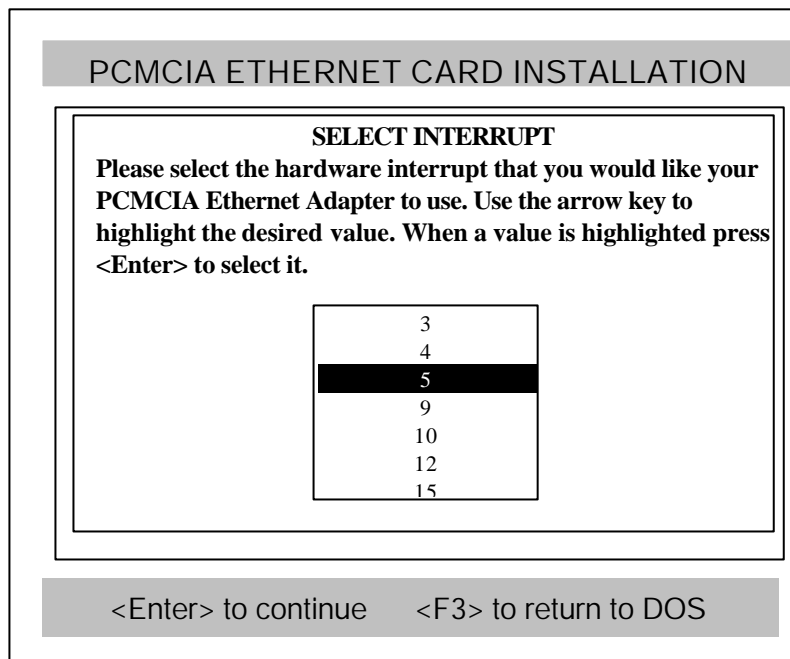 PCMCIA ETHERNET CARD INSTALLATION
SELECT INTERRUPT
Please select the hardware interrupt that you would like your
PCMCIA Ethernet Adapter to use. Use the arrow key to
highlight the desired value. When a value is highlighted press
<Enter> to select it.
3
4
5
9
10
12
15
<Enter> to continue <F3> to return to DOS